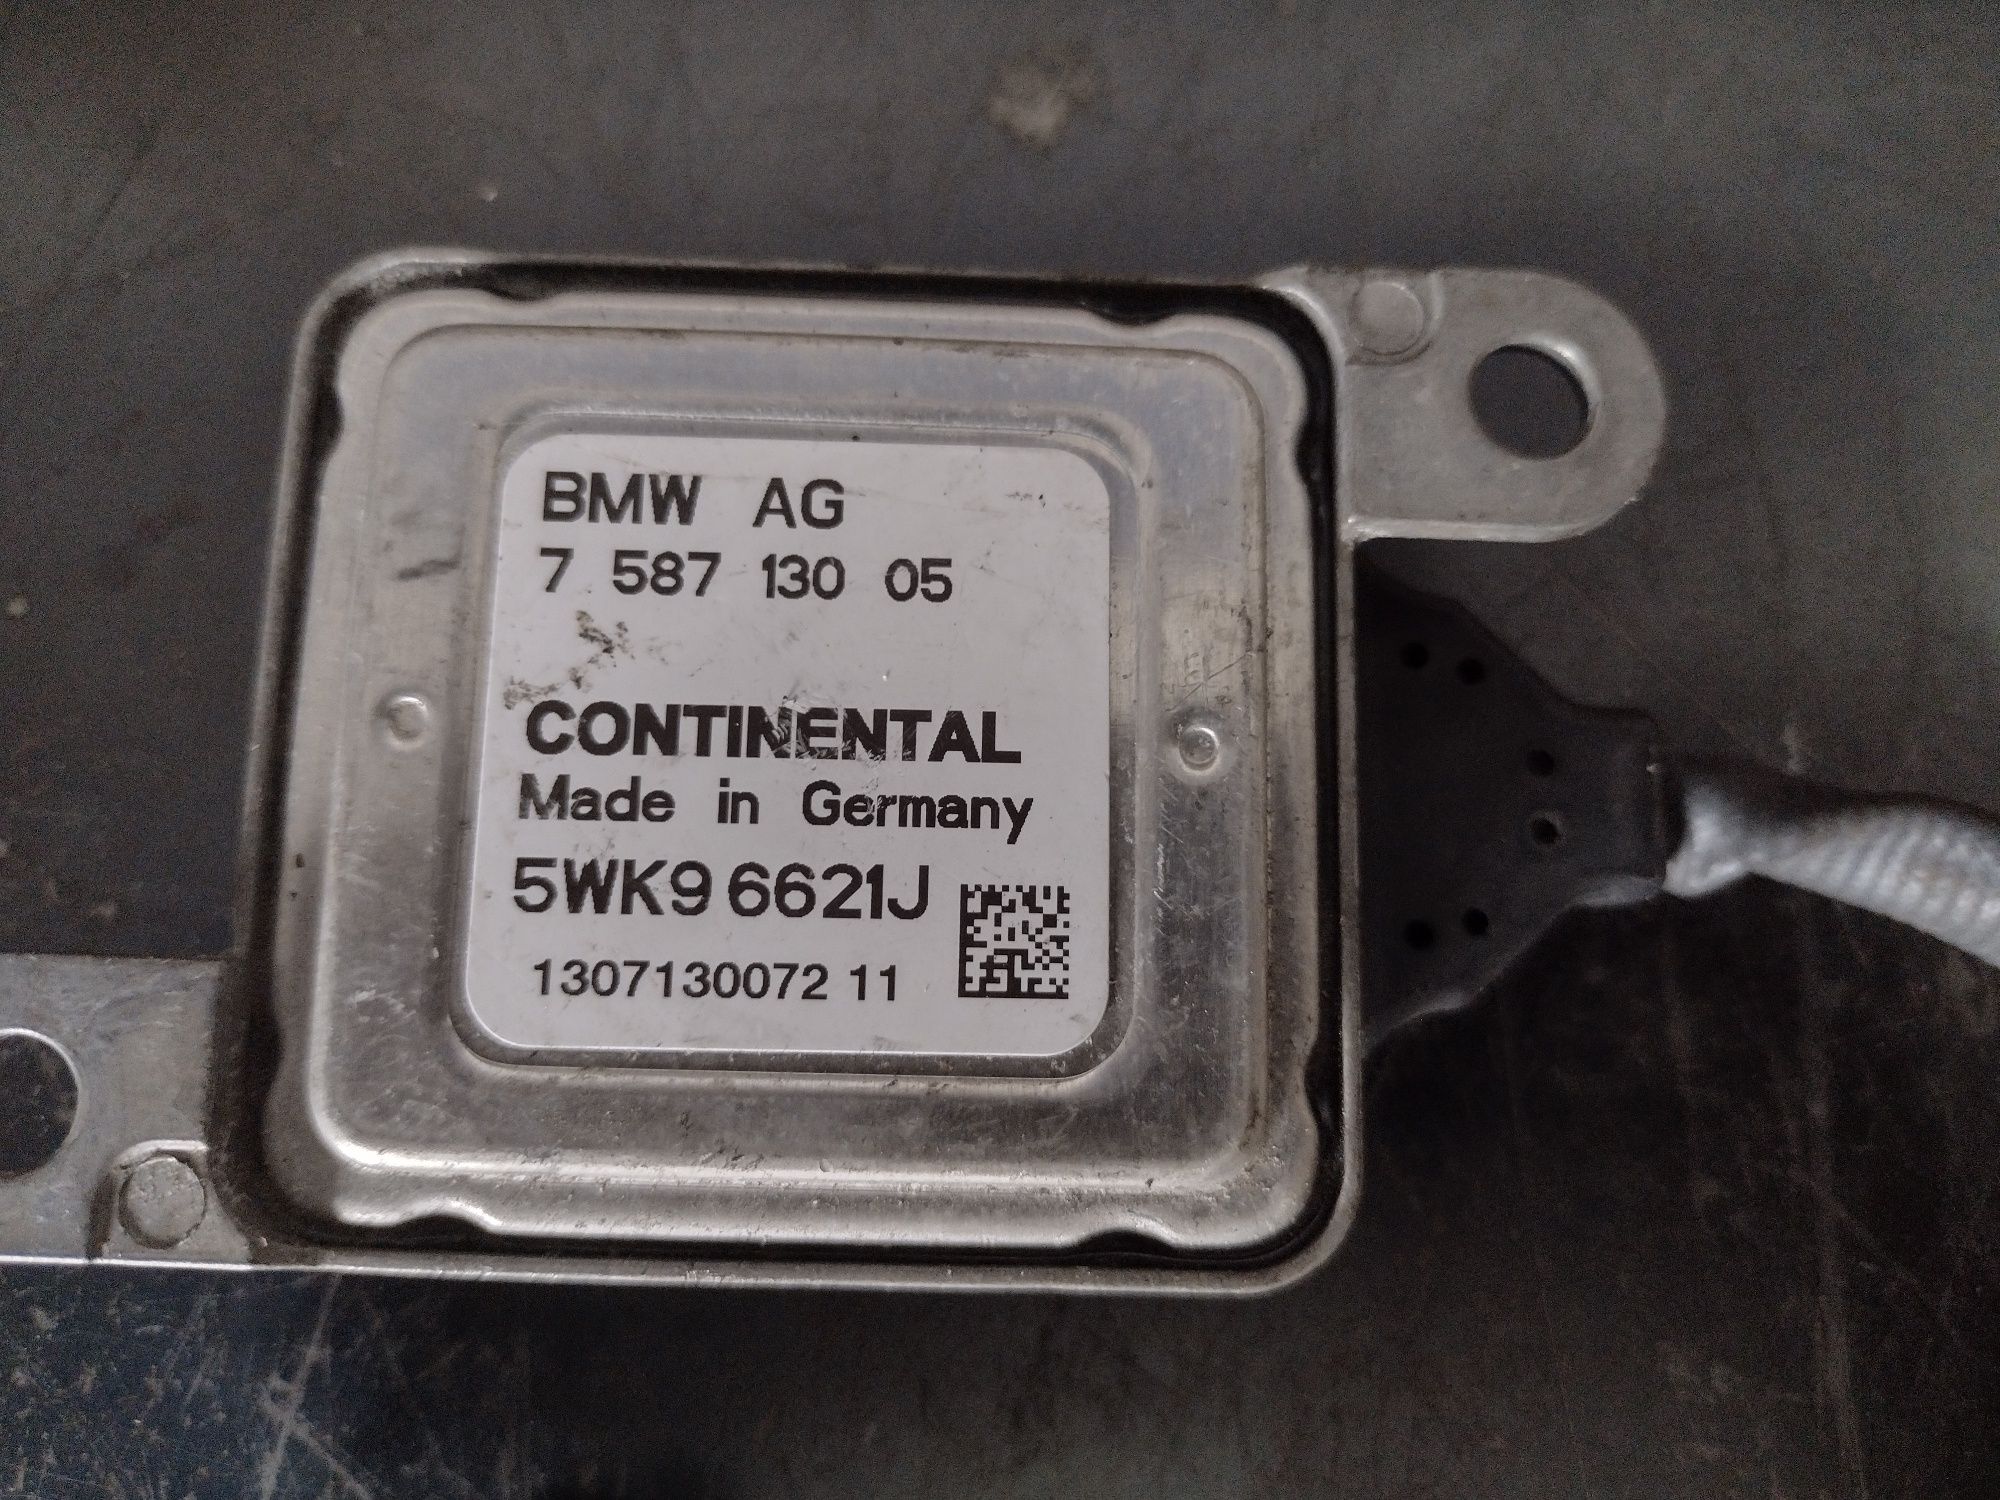 BMW AG
7 587 130 05
CONTINENTAL
Made in Germany
5WK9 6621J
1307130072 11